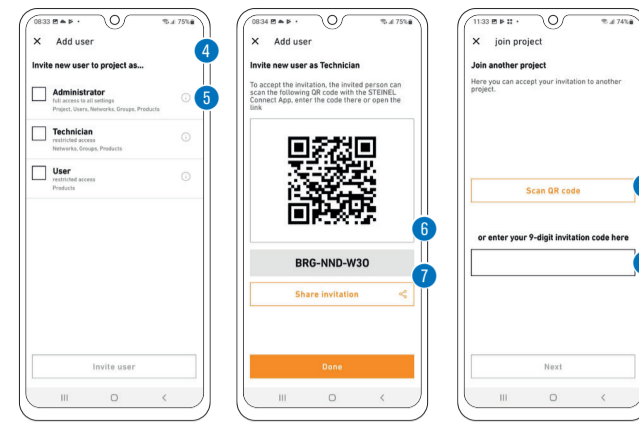 08:33
75%
× Add user
4
Invite new user to project as...
Administrator
full access to all settings
Project, Users, Networks, Groups, Products
5
Technician
restricted access
Networks, Groups, Products
User
restricted access
Products
Invite user
08:34
75%
× Add user
Invite new user as Technician
To accept the invitation, the invited person can
scan the following QR code with the STEINEL
Connect App, enter the code there or open the
link
6
BRG-NND-W30
7
Share invitation
Done
11:33
74%
× join project
Join another project
Here you can accept your invitation to another
project.
Scan QR code
or enter your 9-digit invitation code here
Next